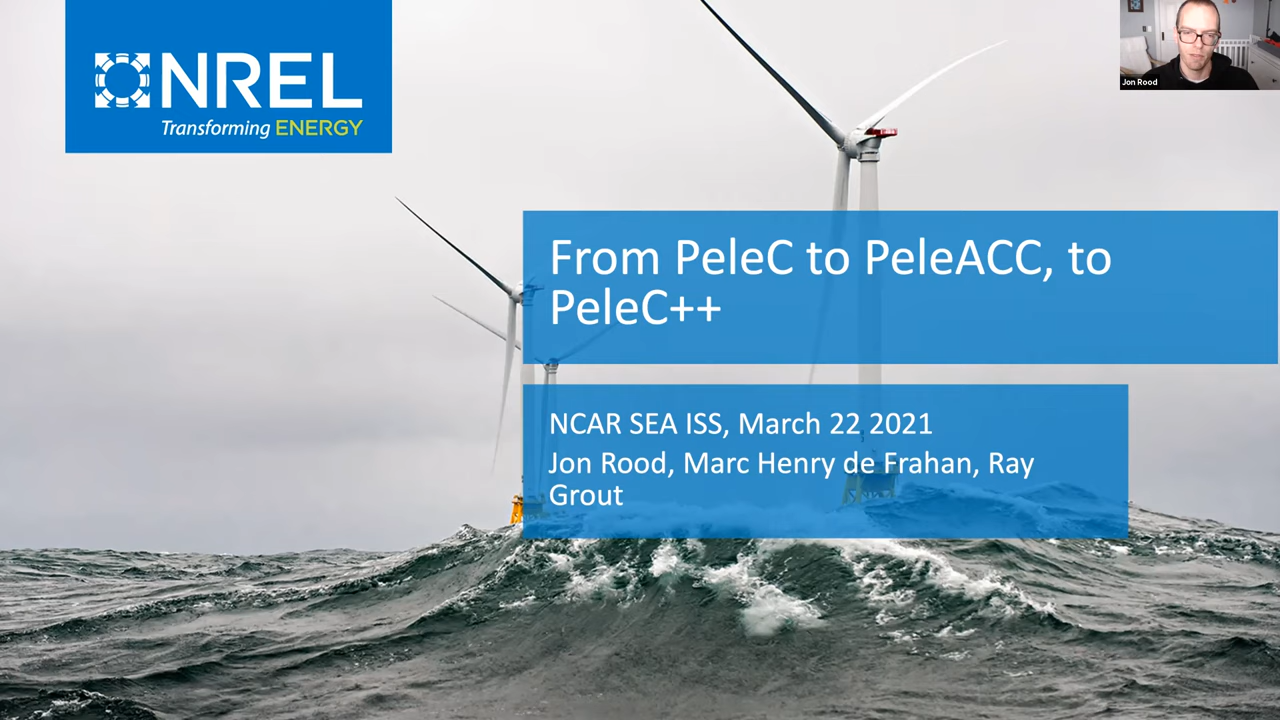 NREL
Transforming ENERGY
Jon Rood
From PeleC to PeleACC, to
PeleC++
NCAR SEA ISS, March 22 2021
Jon Rood, Marc Henry de Frahan, Ray
Grout